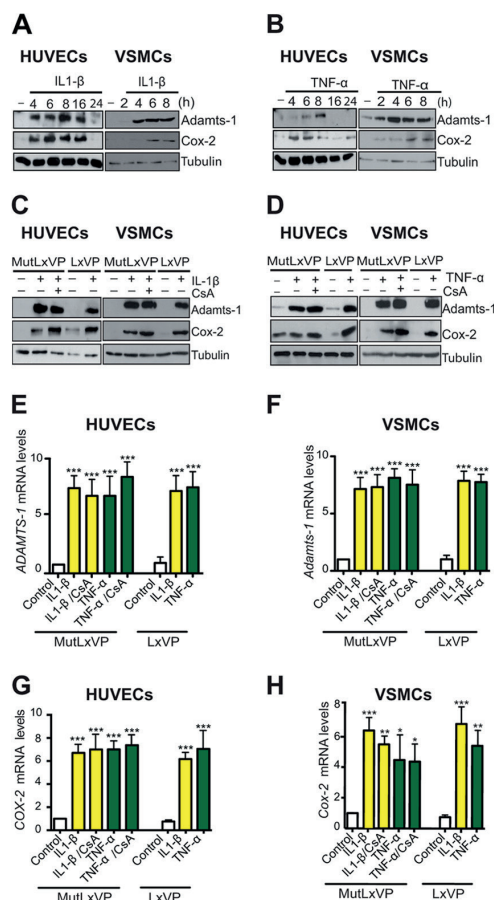 A
HUVECs VSMCs
IL1-β IL1-β
– 4 6 8 16 24 – 2 4 6 8 (h)
Adamts-1
Cox-2
Tubulin
B
HUVECs VSMCs
TNF-α TNF-α
– 4 6 8 16 24 – 2 4 6 8 (h)
Adamts-1
Cox-2
Tubulin
C
HUVECs VSMCs
MutLxVP LxVP MutLxVP LxVP
– + + – + – + + – + IL-1β
+ + CsA
Adamts-1
Cox-2
Tubulin
D
HUVECs VSMCs
MutLxVP LxVP MutLxVP LxVP
– + + – + – + + – + TNF-α
+ + CsA
Adamts-1
Cox-2
Tubulin
E
HUVECs
ADAMTS-1 mRNA levels
10
5
0
*** *** *** *** *** ***
Control IL1-β IL1-β /CsA TNF-α TNF-α /CsA Control IL1-β TNF-α
MutLxVP LxVP
F
VSMCs
Adamts-1 mRNA levels
10
5
0
*** *** *** *** *** ***
Control IL1-β IL1-β/CsA TNF-α TNF-α /CsA Control IL1-β TNF-α
MutLxVP LxVP
G
HUVECs
COX-2 mRNA levels
10
8
6
4
2
0
*** *** *** *** *** ***
Control IL1-β IL1-β/CsA TNF-α TNF-α /CsA Control IL1-β TNF-α
MutLxVP LxVP
H
VSMCs
Cox-2 mRNA levels
8
6
4
2
0
*** ** * * *** **
Control IL1-β IL1-β/CsA TNF-α TNF-α/CsA Control IL1-β TNF-α
MutLxVP LxVP